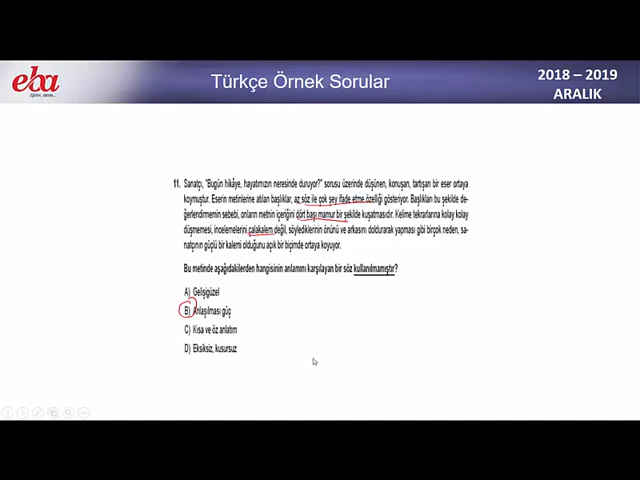 eba
Türkçe Örnek Sorular
2018 – 2019
ARALIK
11. Sanatçı, "Bugün hikâye, hayatımızın neresinde duruyor?" sorusu üzerinde düşünen, konuşan, tartışan bir eser ortaya
koymuştur. Eserin metinlerine atılan başlıklar, az söz ile çok şey ifade etme özelliği gösteriyor. Başlıkları bu şekilde de-
ğerlendirmemin sebebi, onların metnin içeriğini dört başı mamur bir şekilde kuşatmasıdır. Kelime tekrarlarına kolay kolay
düşmemesi, incelemelerini çalakalem değil, söylediklerinin önünü ve arkasını doldurarak yapması gibi birçok neden, sa-
natçının güçlü bir kalemi olduğunu açık bir biçimde ortaya koyuyor.
Bu metinde aşağıdakilerden hangisinin anlamını karşılayan bir söz kullanılmamıştır?
A) Gelişigüzel
B) Anlaşılması güç
C) Kısa ve öz anlatım
D) Eksiksiz, kusursuz